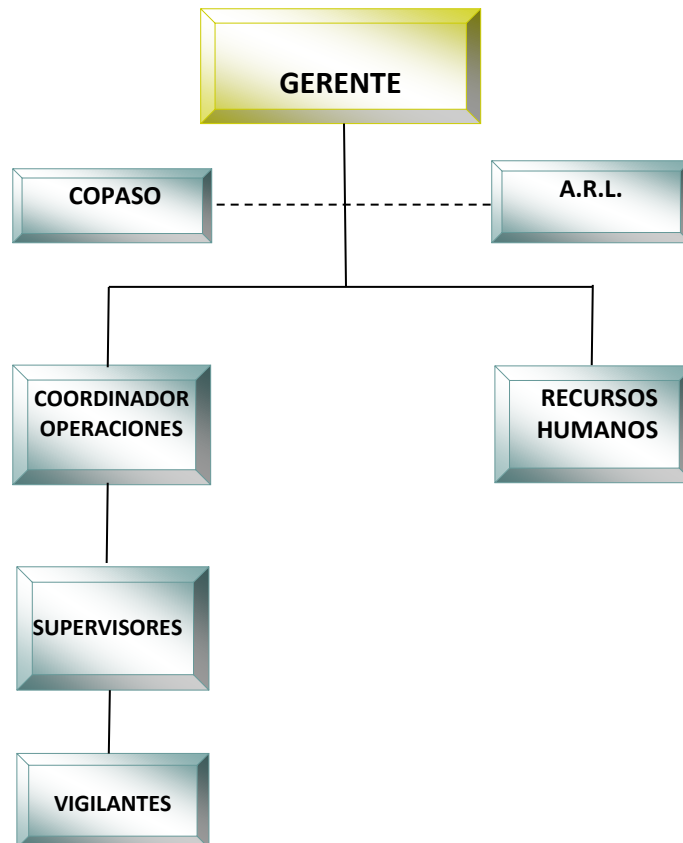 GERENTE
COPASO
A.R.L.
COORDINADOR
OPERACIONES
RECURSOS
HUMANOS
SUPERVISORES
VIGILANTES